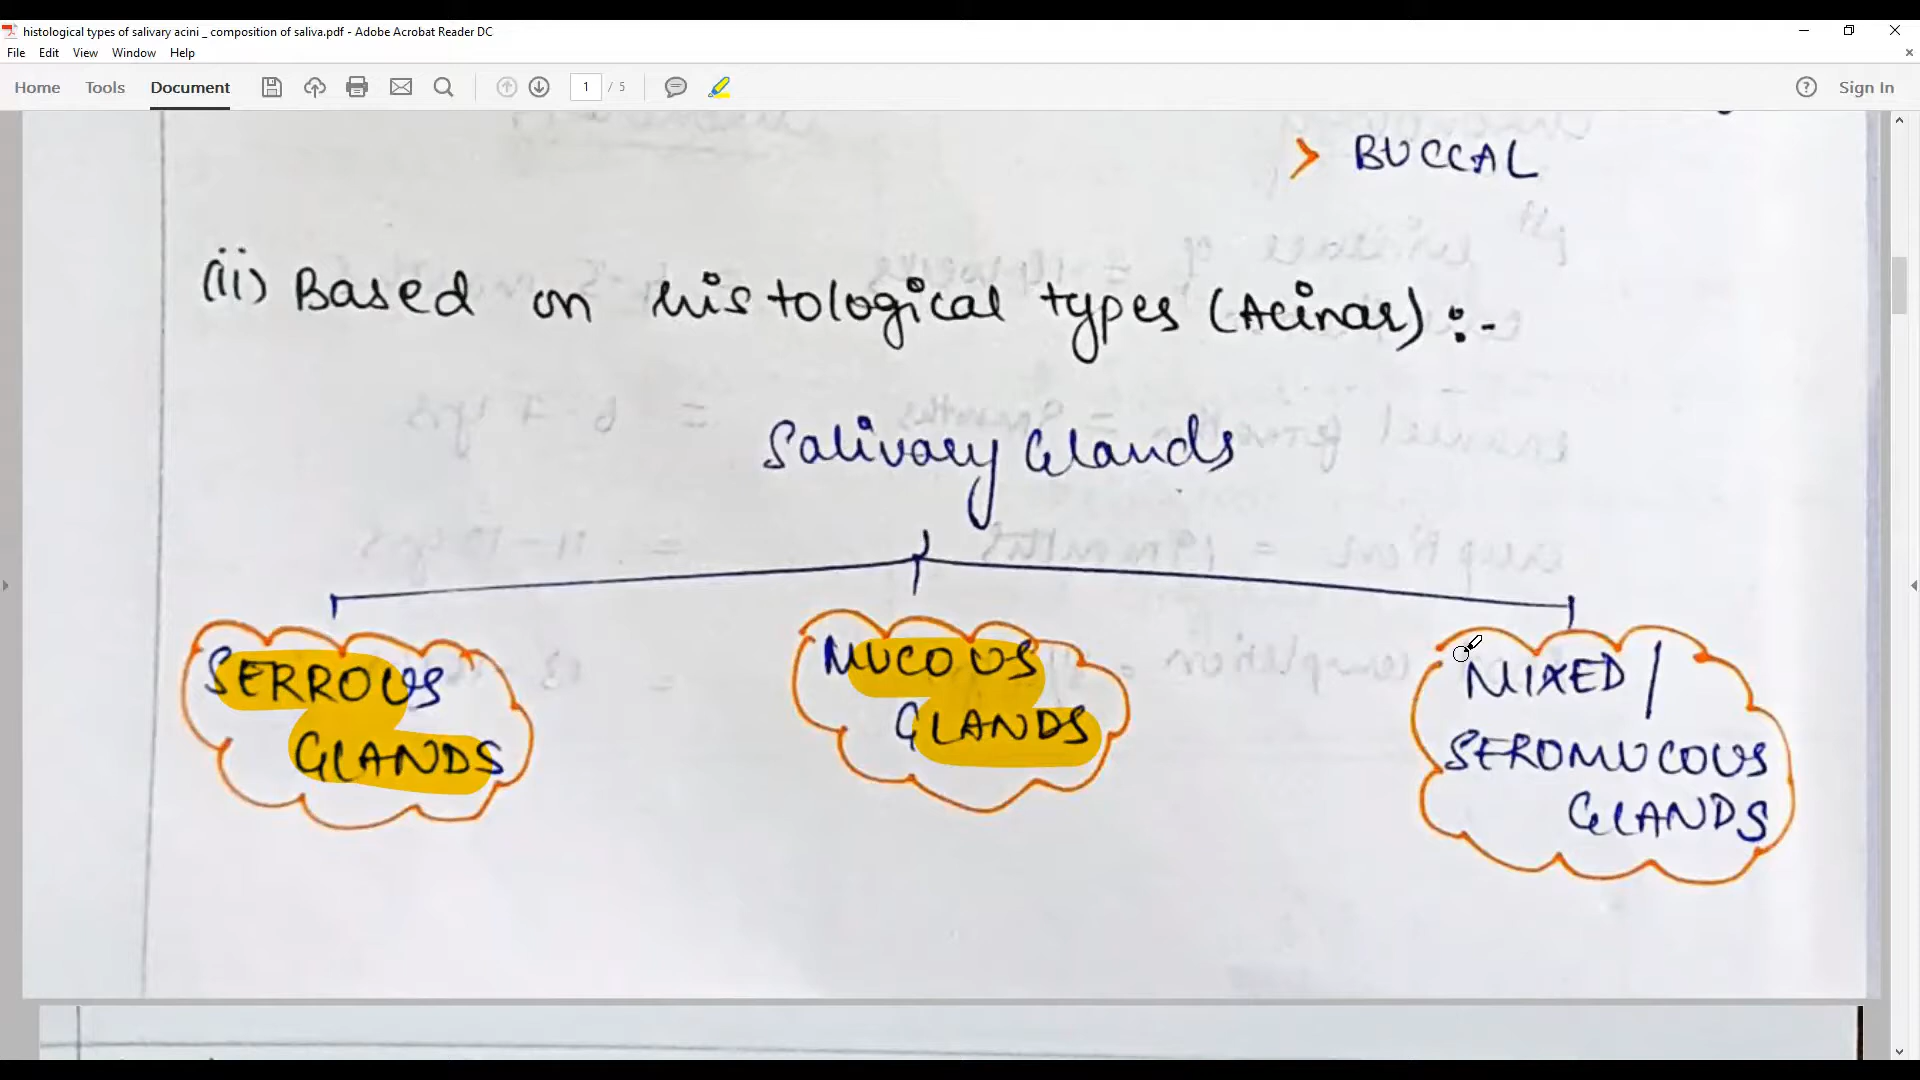 histological types of salivary acini _ composition of saliva.pdf - Adobe Acrobat Reader DC
File Edit View Window Help
Home Tools Document 1 / 5 Sign In
> BUCCAL
(ii) Based on histological types (Acinar) :-
Salivary Glands
SERROUS
GLANDS
MUCOUS
GLANDS
MIXED /
SEROMUCOUS
GLANDS